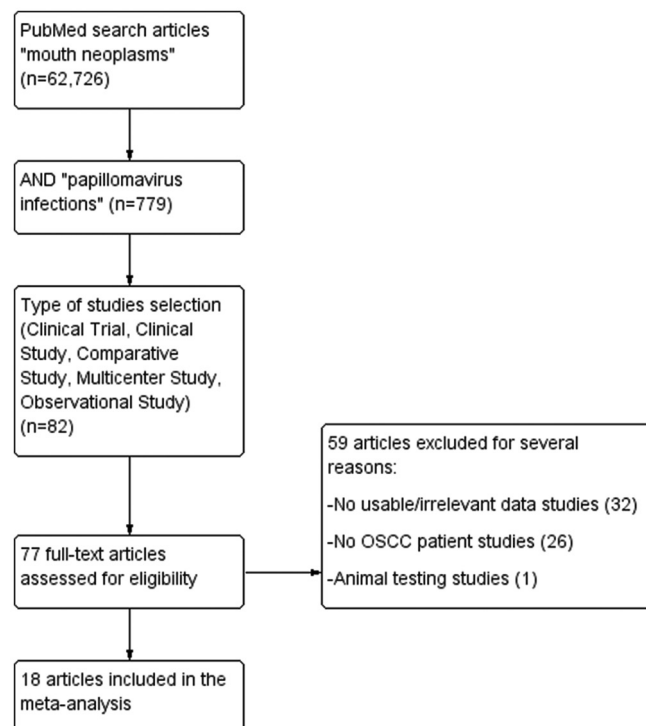 PubMed search articles
"mouth neoplasms"
(n=62,726)
AND "papillomavirus
infections" (n=779)
Type of studies selection
(Clinical Trial, Clinical
Study, Comparative
Study, Multicenter Study,
Observational Study)
(n=82)
59 articles excluded for several
reasons:
-No usable/irrelevant data studies (32)
-No OSCC patient studies (26)
-Animal testing studies (1)
77 full-text articles
assessed for eligibility
18 articles included in the
meta-analysis